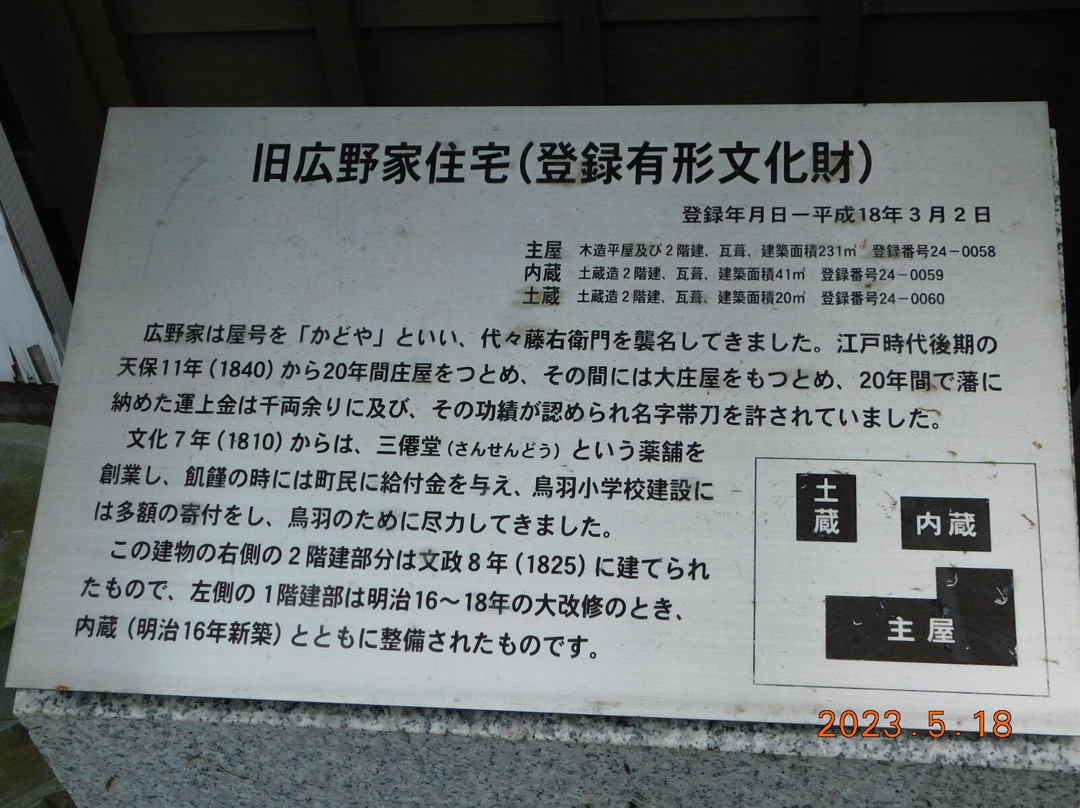 旧広野家住宅(登録有形文化財)
登録年月日－平成18年３月２日
主屋 木造平屋及び２階建、瓦葺、建築面積231㎡ 登録番号24－0058
内蔵 土蔵造２階建、瓦葺、建築面積41㎡ 登録番号24－0059
土蔵 土蔵造２階建、瓦葺、建築面積20㎡ 登録番号24－0060
広野家は屋号を「かどや」といい、代々藤右衛門を襲名してきました。江戸時代後期の
天保11年(1840)から20年間庄屋をつとめ、その間には大庄屋をもつとめ、20年間で藩に
納めた運上金は千両余りに及び、その功績が認められ名字帯刀を許されていました。
文化７年(1810)からは、三僊堂(さんせんどう)という薬舗を
創業し、飢饉の時には町民に給付金を与え、鳥羽小学校建設に
は多額の寄付をし、鳥羽のために尽力してきました。
この建物の右側の２階建部分は文政８年(1825)に建てられ
たもので、左側の１階建部は明治16～18年の大改修のとき、
内蔵(明治16年新築)とともに整備されたものです。
土蔵
内蔵
主屋
2023.5.18